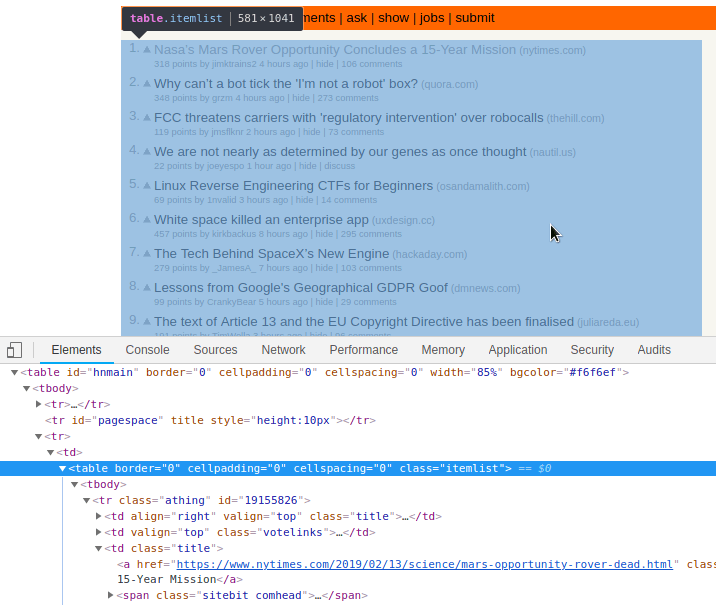 table.itemlist | 581×1041 ments | ask | show | jobs | submit
1. Nasa's Mars Rover Opportunity Concludes a 15-Year Mission (nytimes.com)
318 points by jimktrains2 4 hours ago | hide | 106 comments
2. Why can't a bot tick the 'I'm not a robot' box? (quora.com)
348 points by grzm 4 hours ago | hide | 273 comments
3. FCC threatens carriers with 'regulatory intervention' over robocalls (thehill.com)
119 points by jmsflknr 2 hours ago | hide | 73 comments
4. We are not nearly as determined by our genes as once thought (nautil.us)
22 points by joeyespo 1 hour ago | hide | discuss
5. Linux Reverse Engineering CTFs for Beginners (osandamalith.com)
69 points by 1nvalid 3 hours ago | hide | 14 comments
6. White space killed an enterprise app (uxdesign.cc)
457 points by kirkbackus 8 hours ago | hide | 295 comments
7. The Tech Behind SpaceX's New Engine (hackaday.com)
279 points by _JamesA_ 7 hours ago | hide | 103 comments
8. Lessons from Google's Geographical GDPR Goof (dmnews.com)
99 points by CrankyBear 5 hours ago | hide | 29 comments
9. The text of Article 13 and the EU Copyright Directive has been finalised (juliareda.eu)
Elements Console Sources Network Performance Memory Application Security Audits
<table id="hnmain" border="0" cellpadding="0" cellspacing="0" width="85%" bgcolor="#f6f6ef">
<tbody>
<tr>…</tr>
<tr id="pagespace" title style="height:10px"></tr>
<tr>
<td>
<table border="0" cellpadding="0" cellspacing="0" class="itemlist"> == $0
<tbody>
<tr class="athing" id="19155826">
<td align="right" valign="top" class="title">…</td>
<td valign="top" class="votelinks">…</td>
<td class="title">
<a href="https://www.nytimes.com/2019/02/13/science/mars-opportunity-rover-dead.html" clas
15-Year Mission</a>
<span class="sitebit comhead">…</span>